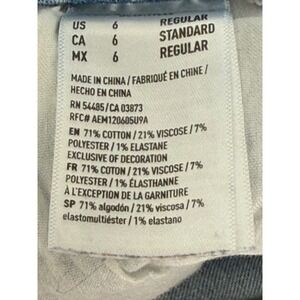 US 6 REGULAR
CA 6 STANDARD
MX 6 REGULAR
MADE IN CHINA / FABRIQUÉ EN CHINE /
HECHO EN CHINA
RN 54485/CA 03873
RFC# AEM120605U9A
EN 71% COTTON / 21% VISCOSE / 7%
POLYESTER / 1% ELASTANE
EXCLUSIVE OF DECORATION
FR 71% COTON / 21% VISCOSE / 7%
POLYESTER / 1% ÉLASTHANNE
À L'EXCEPTION DE LA GARNITURE
SP 71% algodón / 21% viscosa / 7%
elastomultiéster / 1% elastano